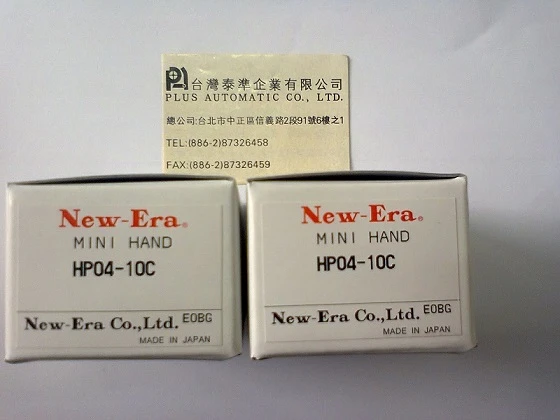 台灣泰準企業有限公司
PLUS AUTOMATIC CO., LTD.
總公司:台北市中正區信義路2段91號6樓之1
TEL:(886-2)87326458
FAX:(886-2)87326459
New-Era®
MINI HAND
HP04-10C
New-Era Co.,Ltd. E0BG
MADE IN JAPAN
New-Era®
MINI HAND
HP04-10C
New-Era Co.,Ltd. E0BG
MADE IN JAPAN